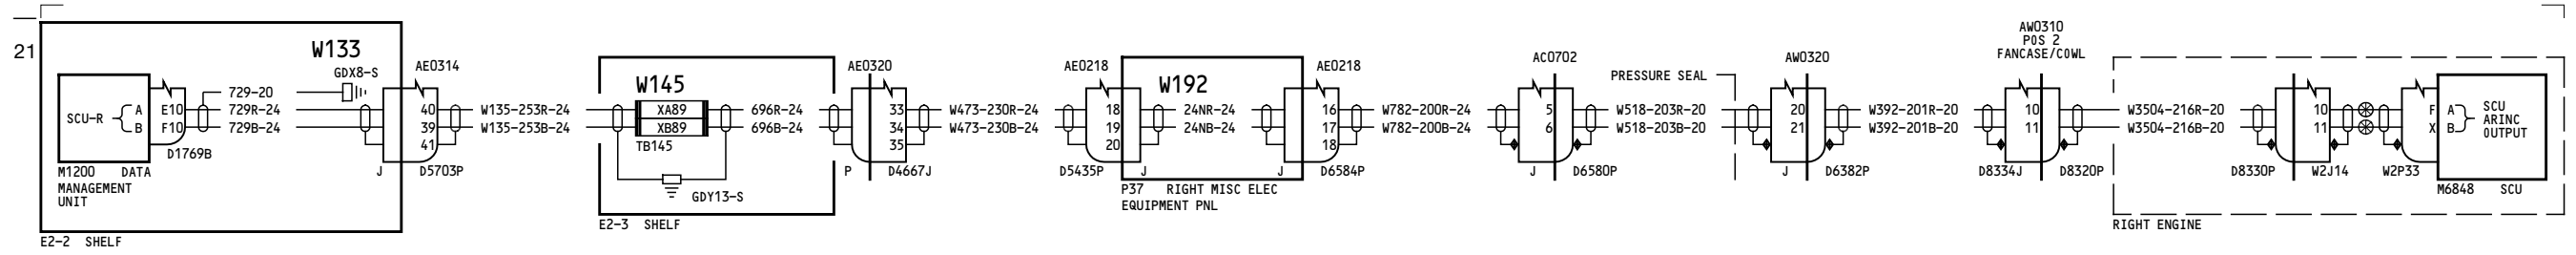 21
W133
GDX8-S
AE0314
729-20
SCU-R
A
B
E10
F10
729R-24
729B-24
40
39
41
D1769B
M1200 DATA
MANAGEMENT
UNIT
J
D5703P
E2-2 SHELF
W135-253R-24
W135-253B-24
W145
XA89
XB89
TB145
696R-24
696B-24
GDY13-S
E2-3 SHELF
AE0320
33
34
35
P
D4667J
W473-230R-24
W473-230B-24
AE0218
18
19
20
D5435P
J
W192
24NR-24
24NB-24
AE0218
16
17
18
J
D6584P
P37 RIGHT MISC ELEC
EQUIPMENT PNL
W782-200R-24
W782-200B-24
AC0702
5
6
J
D6580P
PRESSURE SEAL
W518-203R-20
W518-203B-20
AW0320
20
21
J
D6382P
W392-201R-20
W392-201B-20
AW0310
POS 2
FANCASE/COWL
10
11
D8334J
D8320P
W3504-216R-20
W3504-216B-20
10
11
D8330P
W2J14
W2P33
F
X
A
B
SCU
ARINC
OUTPUT
M6848 SCU
RIGHT ENGINE